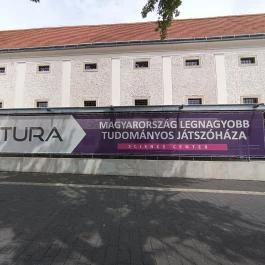 TURA
MAGYARORSZÁG LEGNAGYOBB
TUDOMÁNYOS JÁTSZÓHÁZA
SCIENCE CENTER